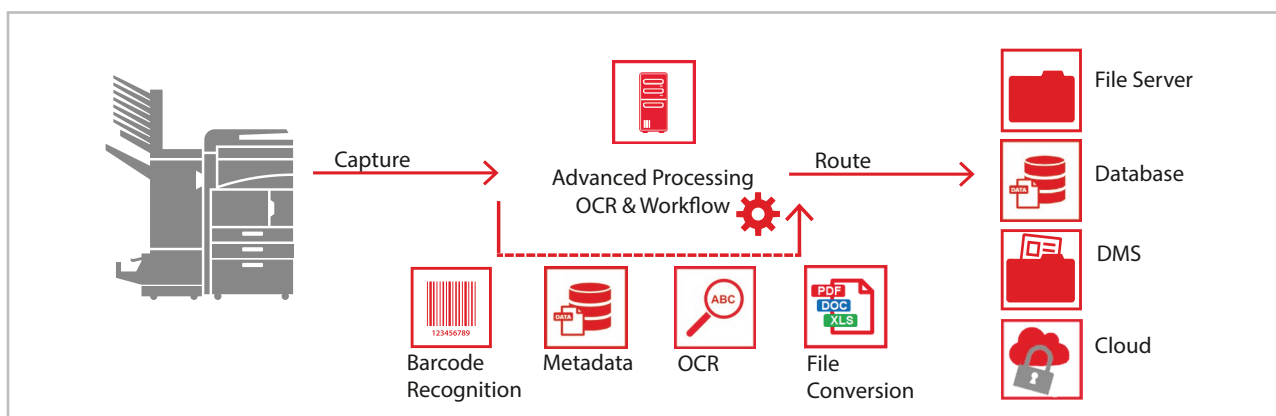 Capture
Advanced Processing
OCR & Workflow
Route
File Server
DATA
Database
DMS
Cloud
123456789
Barcode
Recognition
DATA
Metadata
ABC
OCR
PDF
DOC
XLS
File
Conversion